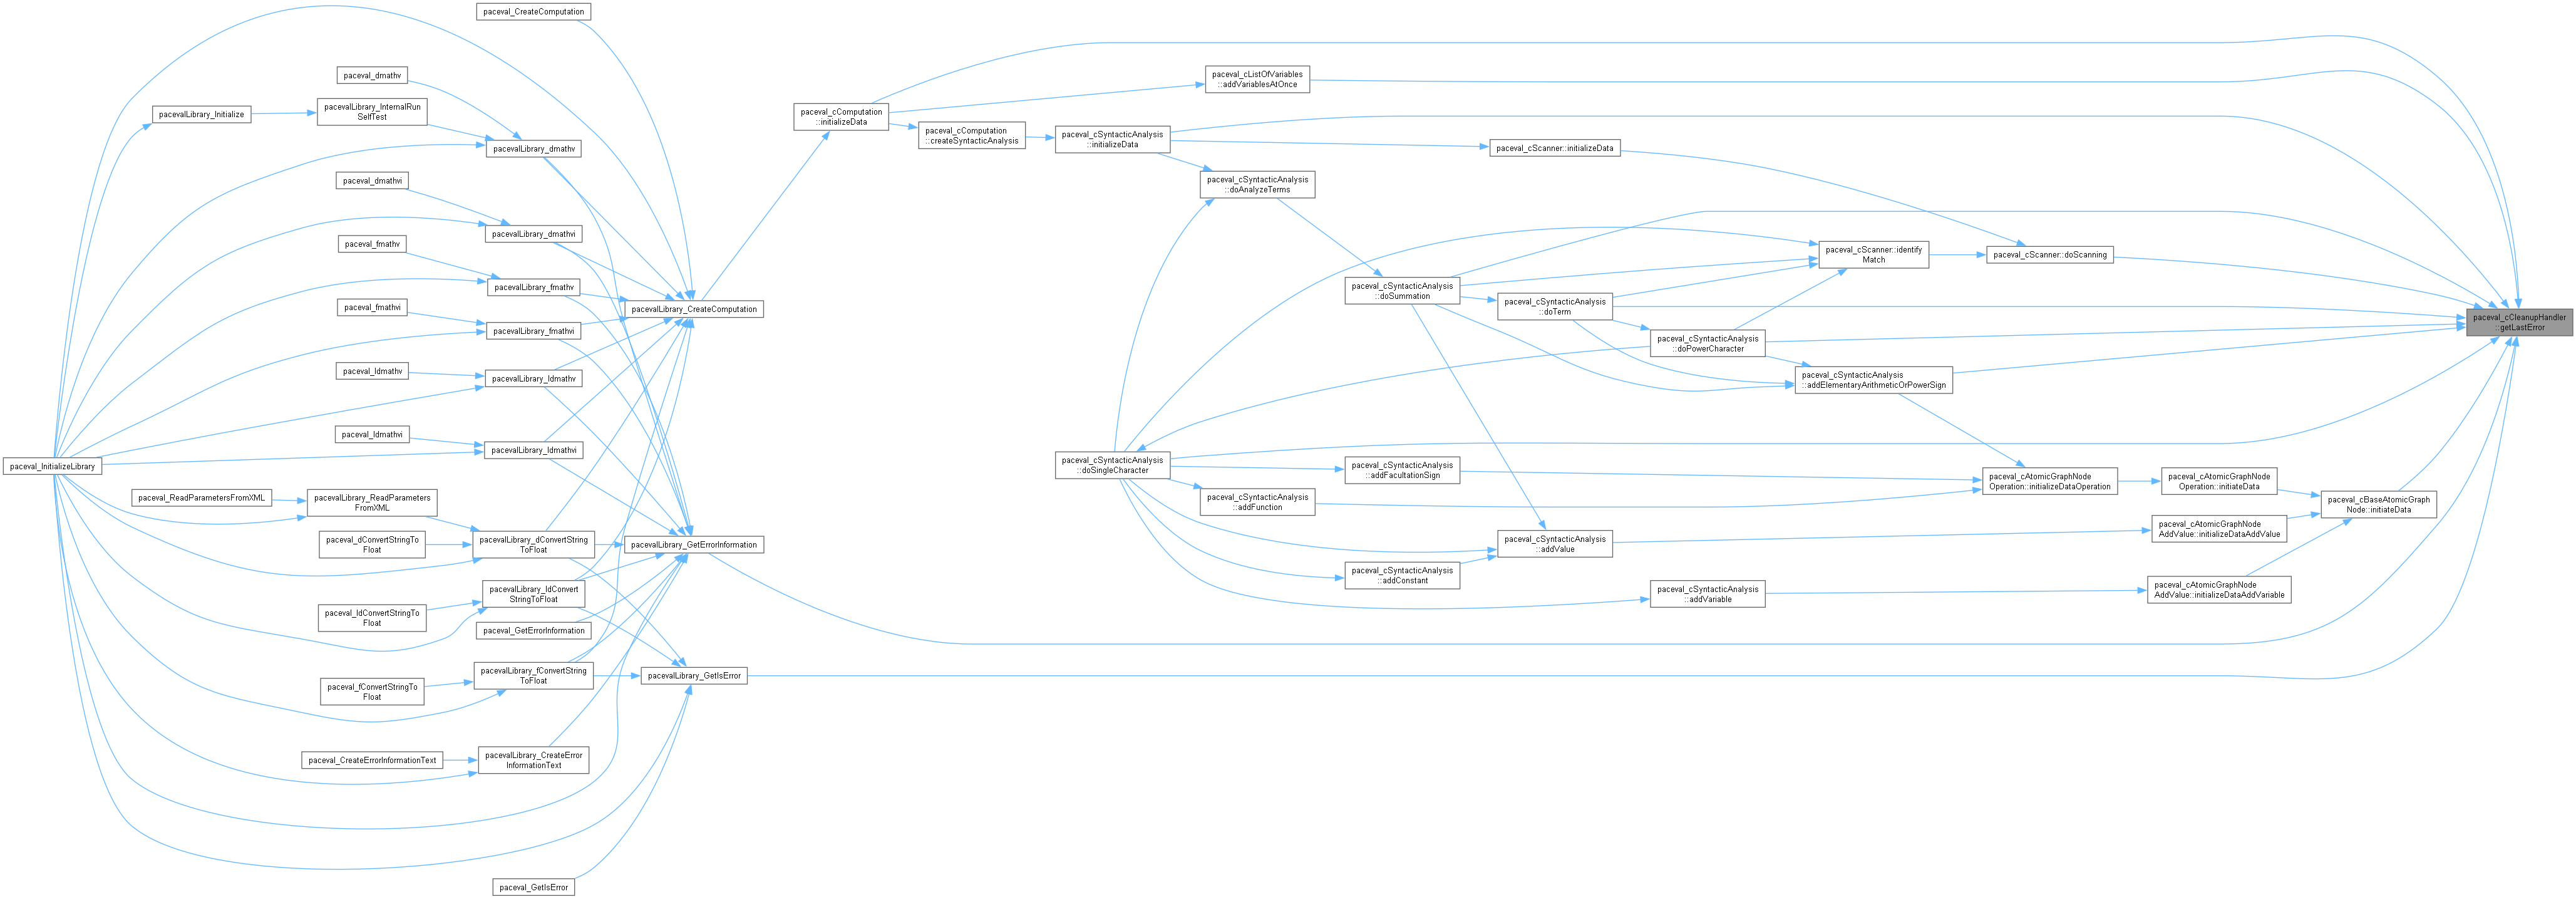 paceval_InitializeLibrary
pacevalLibrary_Initialize
paceval_ReadParametersFromXML
paceval_dmathv
pacevalLibrary_InternalRun
SelfTest
paceval_dmathvi
paceval_fmathv
paceval_fmathvi
paceval_ldmathv
paceval_ldmathvi
pacevalLibrary_ReadParameters
FromXML
paceval_dConvertStringTo
Float
paceval_ldConvertStringTo
Float
paceval_fConvertStringTo
Float
paceval_CreateErrorInformationText
paceval_CreateComputation
pacevalLibrary_dmathv
pacevalLibrary_dmathvi
pacevalLibrary_fmathv
pacevalLibrary_fmathvi
pacevalLibrary_ldmathv
pacevalLibrary_ldmathvi
pacevalLibrary_dConvertString
ToFloat
pacevalLibrary_ldConvert
StringToFloat
paceval_GetErrorInformation
pacevalLibrary_fConvertString
ToFloat
pacevalLibrary_CreateError
InformationText
paceval_GetIsError
pacevalLibrary_CreateComputation
pacevalLibrary_GetErrorInformation
pacevalLibrary_GetIsError
paceval_cComputation
::initializeData
paceval_cComputation
::createSyntacticAnalysis
paceval_cListOfVariables
::addVariablesAtOnce
paceval_cSyntacticAnalysis
::initializeData
paceval_cSyntacticAnalysis
::doAnalyzeTerms
paceval_cSyntacticAnalysis
::doSingleCharacter
paceval_cSyntacticAnalysis
::addFunction
paceval_cSyntacticAnalysis
::doSummation
paceval_cSyntacticAnalysis
::addFacultationSign
paceval_cSyntacticAnalysis
::addConstant
paceval_cScanner::initializeData
paceval_cSyntacticAnalysis
::doTerm
paceval_cSyntacticAnalysis
::addValue
paceval_cSyntacticAnalysis
::doPowerCharacter
paceval_cSyntacticAnalysis
::addVariable
paceval_cScanner::identify
Match
paceval_cSyntacticAnalysis
::addElementaryArithmeticOrPowerSign
paceval_cScanner::doScanning
paceval_cAtomicGraphNode
Operation::initializeDataOperation
paceval_cAtomicGraphNode
Operation::initiateData
paceval_cAtomicGraphNode
AddValue::initializeDataAddValue
paceval_cAtomicGraphNode
AddValue::initializeDataAddVariable
paceval_cBaseAtomicGraph
Node::initiateData
paceval_cCleanupHandler
::getLastError